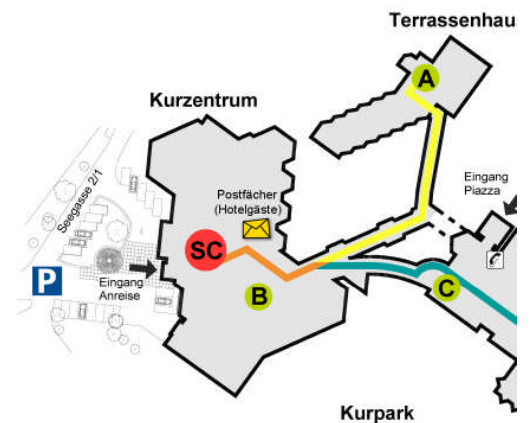 Terrassenhau
A
Kurzentrum
Eingang
Piazza
Seegasse 2/1
Postfächer
(Hotelgäste)
SC
P
Eingang
Anreise
B
C
Kurpark